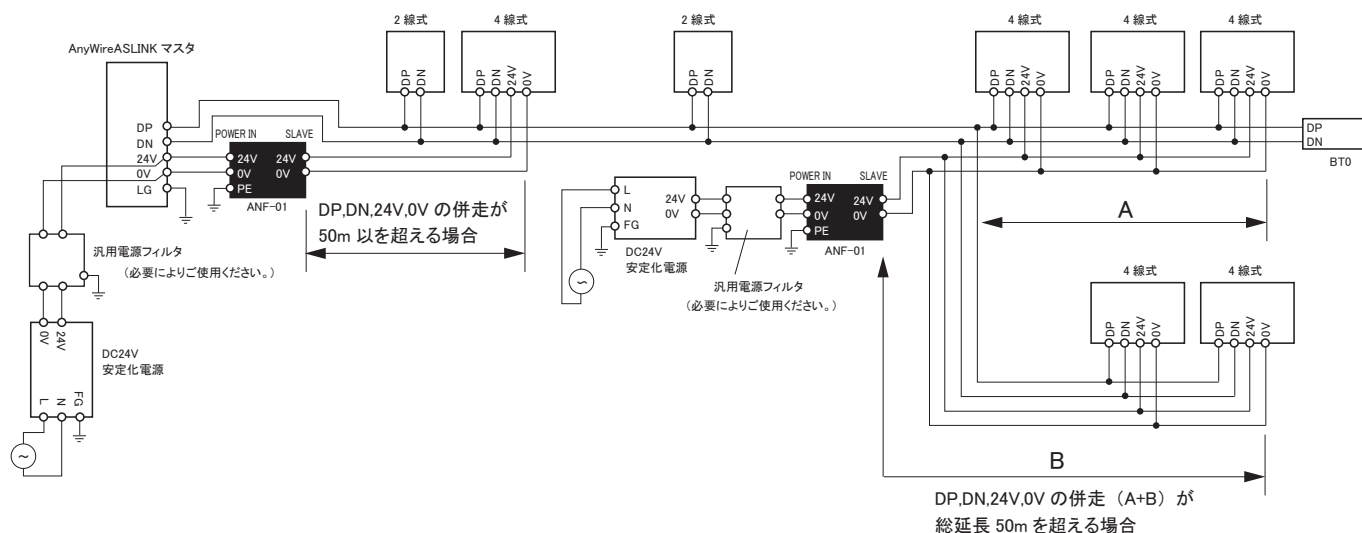 2 線式
4 線式
2 線式
4 線式
4 線式
4 線式
AnyWireASLINK マスタ
DP
DN
DP
DN
24V
0V
DP
DN
DP
DN
24V
0V
DP
DN
24V
0V
DP
DN
24V
0V
DP
DN
24V
0V
LG
POWER IN
SLAVE
24V
0V
PE
24V
0V
ANF-01
DP
DN
BT0
DP,DN,24V,0V の併走が
50m 以を超える場合
L
N
FG
24V
0V
DC24V
安定化電源
POWER IN
SLAVE
24V
0V
PE
24V
0V
ANF-01
汎用電源フィルタ
(必要によりご使用ください。)
A
汎用電源フィルタ
(必要によりご使用ください。)
0V
24V
DC24V
安定化電源
L
N
FG
~
~
4 線式
4 線式
DP
DN
24V
0V
DP
DN
24V
0V
B
DP,DN,24V,0V の併走（A+B）が
総延長 50m を超える場合